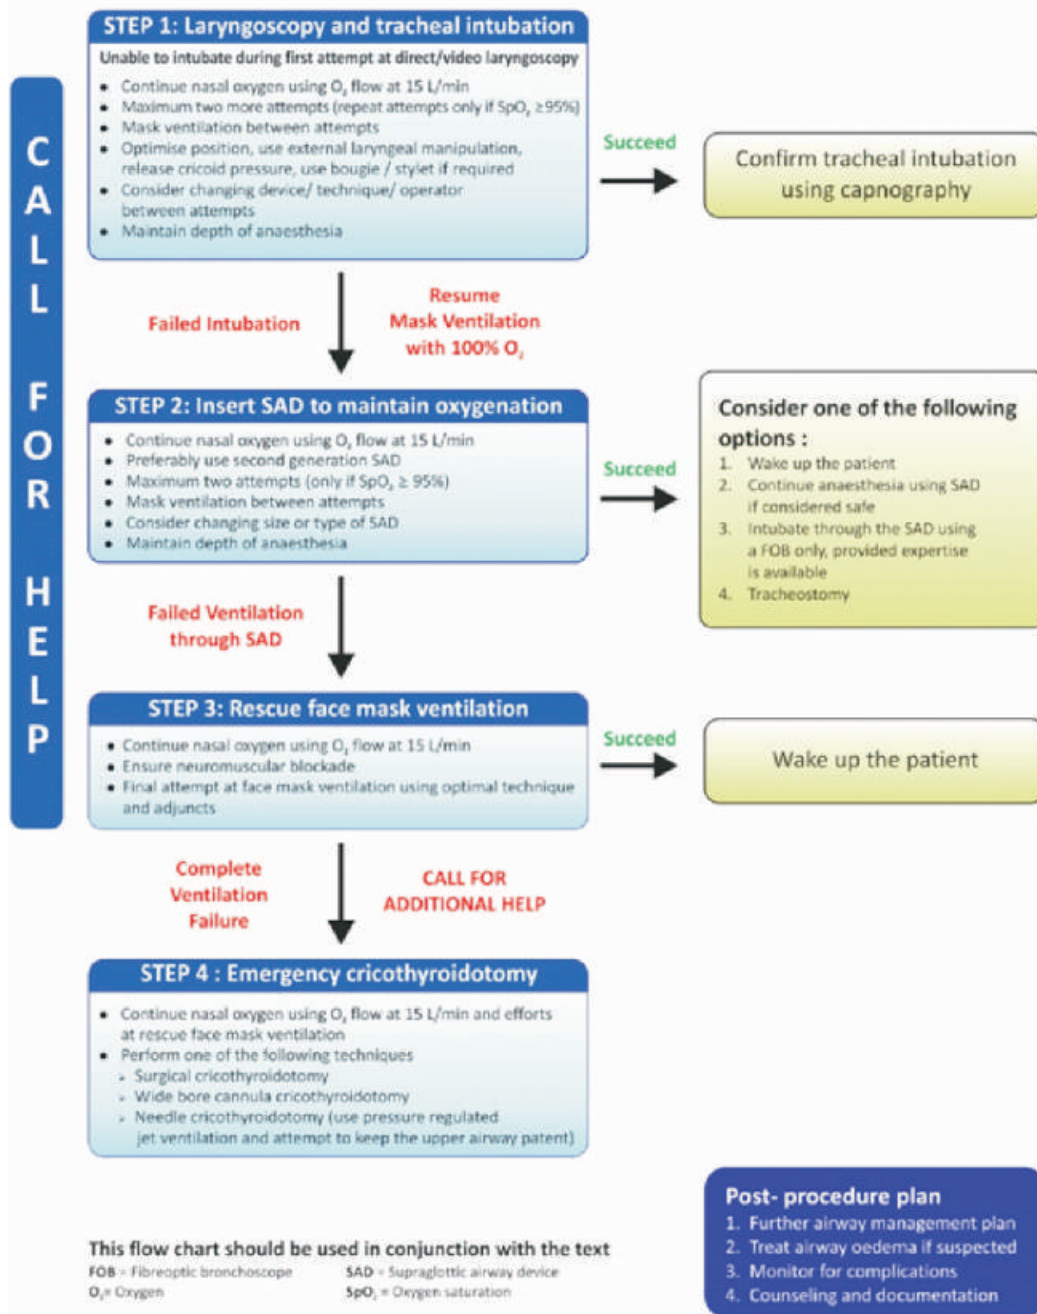 CALL FOR HELP
STEP 1: Laryngoscopy and tracheal intubation
Unable to intubate during first attempt at direct/video laryngoscopy
• Continue nasal oxygen using O₂ flow at 15 L/min
• Maximum two more attempts (repeat attempts only if SpO₂ ≥95%)
• Mask ventilation between attempts
• Optimise position, use external laryngeal manipulation,
release cricoid pressure, use bougie / stylet if required
• Consider changing device/ technique/ operator
between attempts
• Maintain depth of anaesthesia
Succeed
Confirm tracheal intubation
using capnography
Failed Intubation
Resume
Mask Ventilation
with 100% O₂
STEP 2: Insert SAD to maintain oxygenation
• Continue nasal oxygen using O₂ flow at 15 L/min
• Preferably use second generation SAD
• Maximum two attempts (only if SpO₂ ≥ 95%)
• Mask ventilation between attempts
• Consider changing size or type of SAD
• Maintain depth of anaesthesia
Succeed
Consider one of the following
options :
1. Wake up the patient
2. Continue anaesthesia using SAD
if considered safe
3. Intubate through the SAD using
a FOB only, provided expertise
is available
4. Tracheostomy
Failed Ventilation
through SAD
STEP 3: Rescue face mask ventilation
• Continue nasal oxygen using O₂ flow at 15 L/min
• Ensure neuromuscular blockade
• Final attempt at face mask ventilation using optimal technique
and adjuncts
Succeed
Wake up the patient
Complete
Ventilation
Failure
CALL FOR
ADDITIONAL HELP
STEP 4 : Emergency cricothyroidotomy
• Continue nasal oxygen using O₂ flow at 15 L/min and efforts
at rescue face mask ventilation
• Perform one of the following techniques
➢ Surgical cricothyroidotomy
➢ Wide bore cannula cricothyroidotomy
➢ Needle cricothyroidotomy (use pressure regulated
jet ventilation and attempt to keep the upper airway patent)
Post- procedure plan
1. Further airway management plan
2. Treat airway oedema if suspected
3. Monitor for complications
4. Counseling and documentation
This flow chart should be used in conjunction with the text
FOB = Fibreoptic bronchoscope
SAD = Supraglottic airway device
O₂= Oxygen
SpO₂ = Oxygen saturation